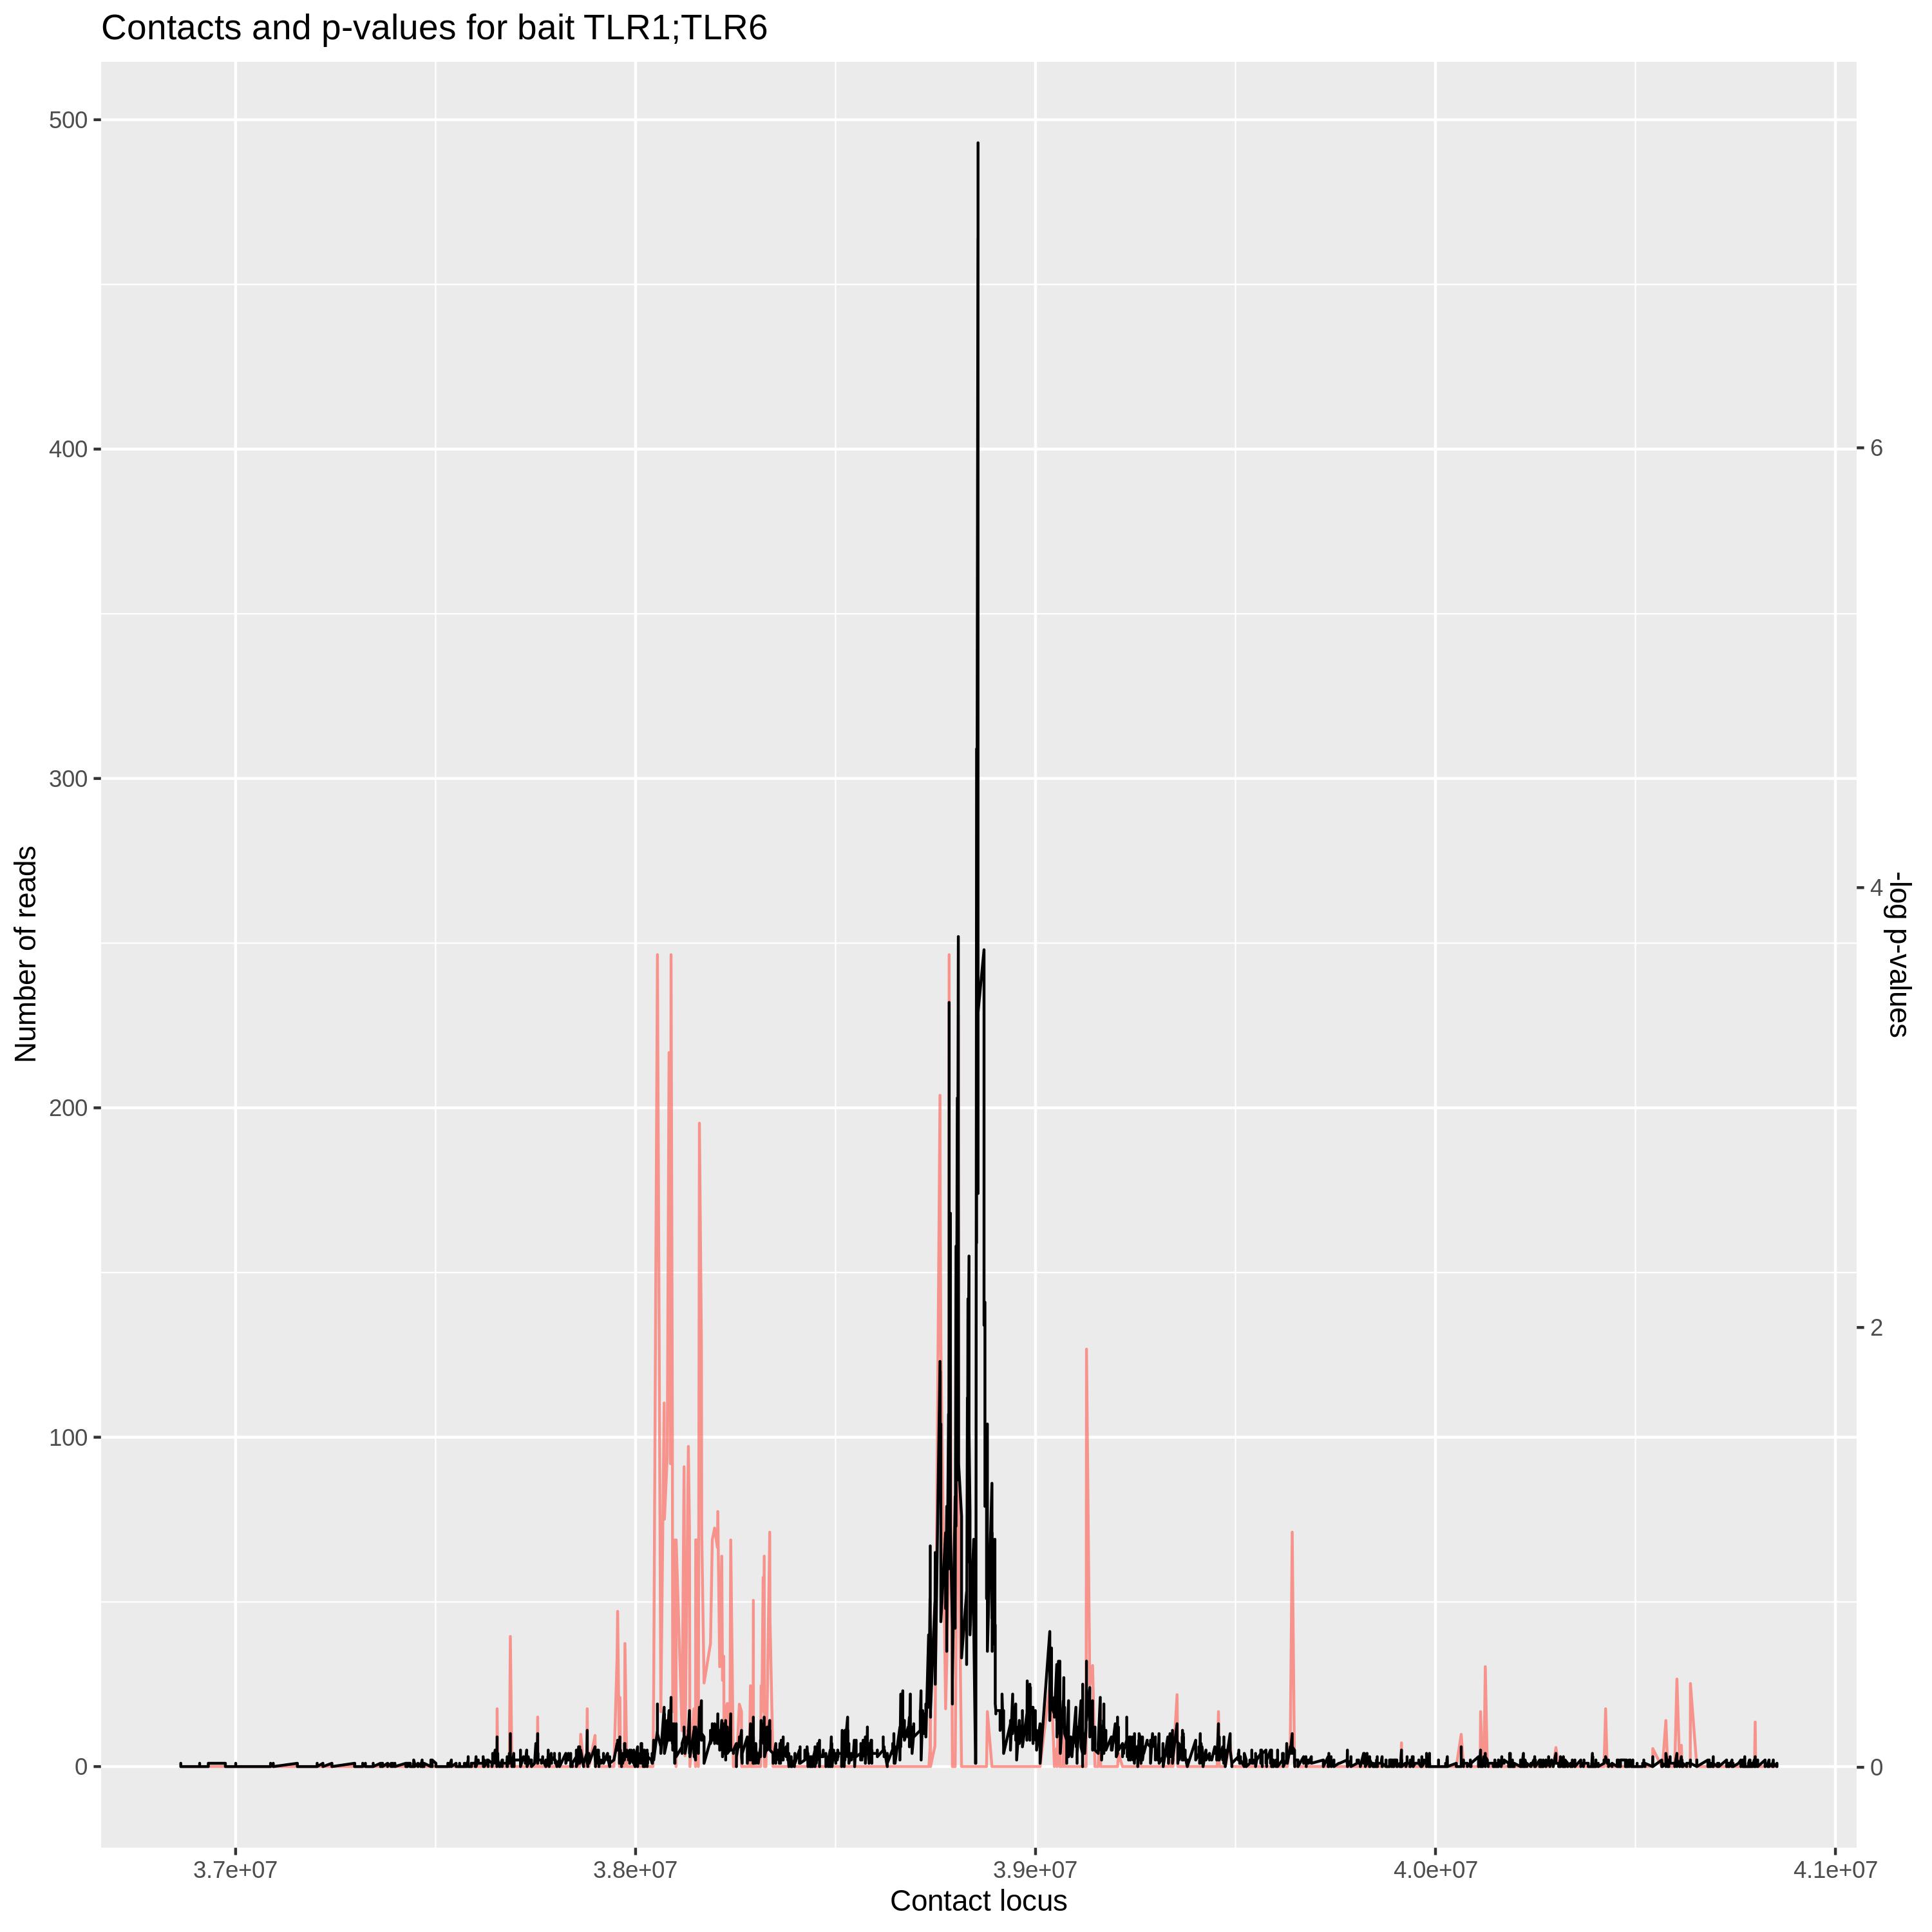 Contacts and p-values for bait TLR1;TLR6
500
400
300
200
100
0
Number of reads
6
4
2
0
-log p-values
3.7e+07
3.8e+07
3.9e+07
4.0e+07
4.1e+07
Contact locus